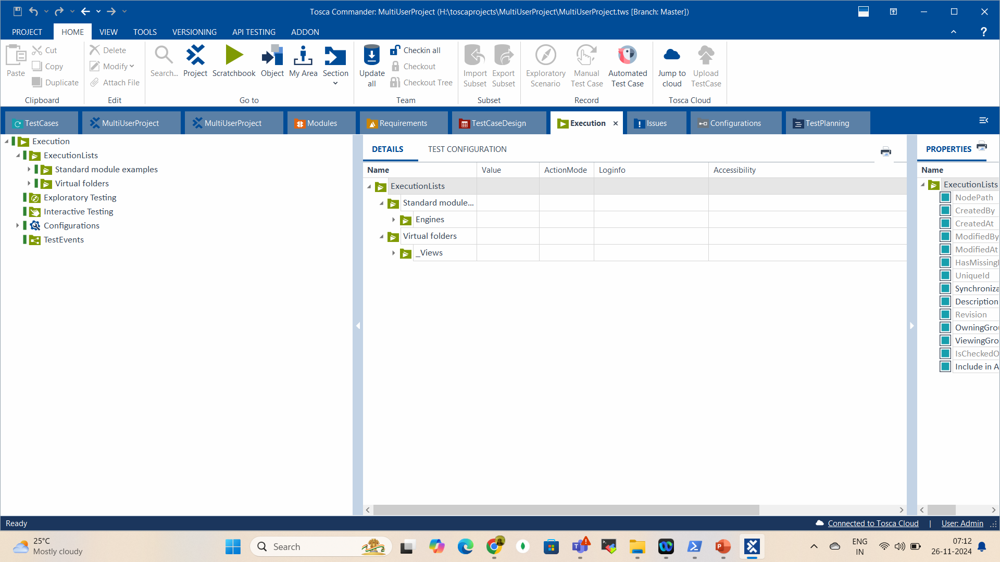 Tosca Commander: MultiUserProject (H:\toscaprojects\MultiUserProject\MultiUserProject.tws [Branch: Master])
PROJECT HOME VIEW TOOLS VERSIONING API TESTING ADDON ?
Paste
Cut
Copy
Duplicate
Clipboard
Delete
Modify
Attach File
Edit
Search...
Project
Scratchbook
Object
My Area
Section
Go to
Update
all
Checkin all
Checkout
Checkout Tree
Team
Import
Subset
Export
Subset
Subset
Exploratory
Scenario
Manual
Test Case
Automated
Test Case
Record
Jump to
cloud
Upload
TestCase
Tosca Cloud
TestCases MultiUserProject MultiUserProject Modules Requirements TestCaseDesign Execution Issues Configurations TestPlanning
Execution
ExecutionLists
Standard module examples
Virtual folders
Exploratory Testing
Interactive Testing
Configurations
TestEvents
DETAILS TEST CONFIGURATION
Name Value ActionMode Loginfo Accessibility
ExecutionLists
Standard module...
Engines
Virtual folders
_Views
PROPERTIES
Name
ExecutionLists
NodePath
CreatedBy
CreatedAt
ModifiedBy
ModifiedAt
HasMissing
UniqueId
Synchroniza
Description
Revision
OwningGro
ViewingGro
IsCheckedO
Include in A
Ready
Connected to Tosca Cloud | User: Admin
25°C
Mostly cloudy
Search
ENG
IN
07:12
26-11-2024